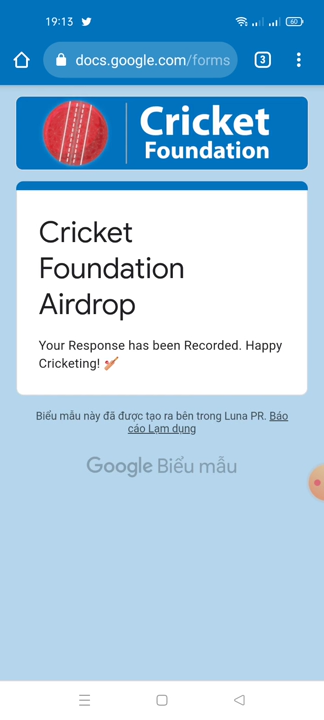 19:13
60
docs.google.com/forms
3
Cricket
Foundation
Cricket
Foundation
Airdrop
Your Response has been Recorded. Happy
Cricketing! 🏏
Biểu mẫu này đã được tạo ra bên trong Luna PR. Báo
cáo Lạm dụng
Google Biểu mẫu